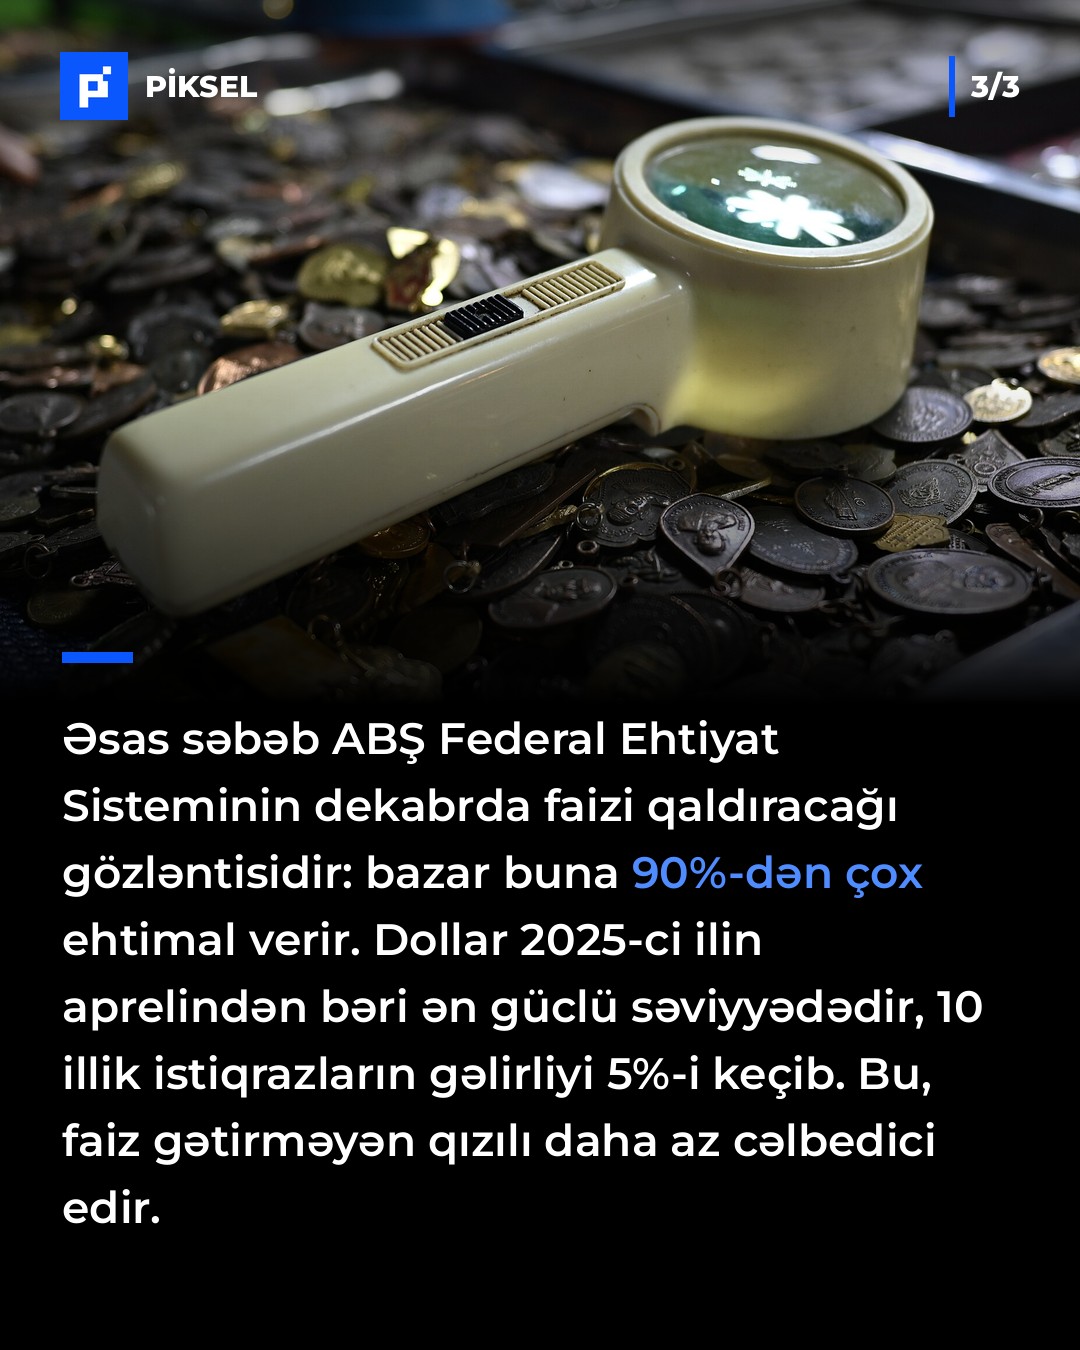 PİKSEL
3/3
Əsas səbəb ABŞ Federal Ehtiyat
Sisteminin dekabrda faizi qaldıracağı
gözləntisidir: bazar buna 90%-dən çox
ehtimal verir. Dollar 2025-ci ilin
aprelindən bəri ən güclü səviyyədədir, 10
illik istiqrazların gəlirliyi 5%-i keçib. Bu,
faiz gətirməyən qızılı daha az cəlbedici
edir.